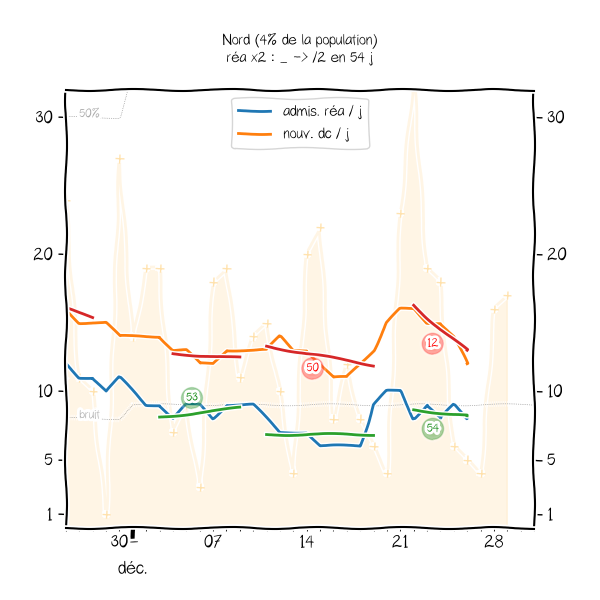 Nord (4% de la population)
réa x2 : _ -> /2 en 54 j
admis. réa / j
nouv. dc / j
50%
bruit
30
20
10
5
1
30
20
10
5
1
53
50
12
54
30 07 14 21 28
déc.